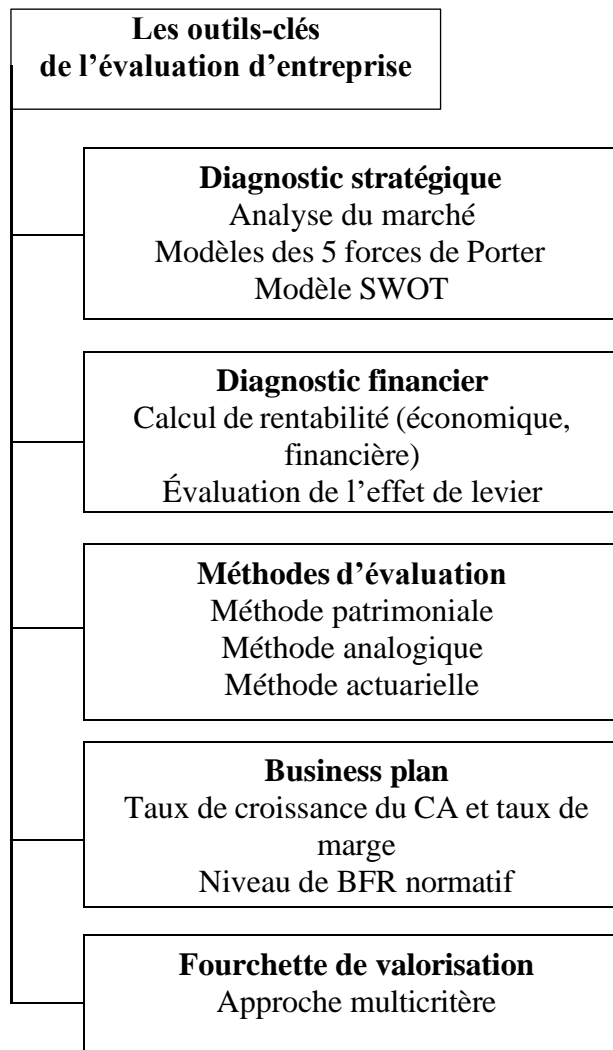 Les outils-clés
de l’évaluation d’entreprise
Diagnostic stratégique
Analyse du marché
Modèles des 5 forces de Porter
Modèle SWOT
Diagnostic financier
Calcul de rentabilité (économique,
financière)
Évaluation de l’effet de levier
Méthodes d’évaluation
Méthode patrimoniale
Méthode analogique
Méthode actuarielle
Business plan
Taux de croissance du CA et taux de
marge
Niveau de BFR normatif
Fourchette de valorisation
Approche multicritère